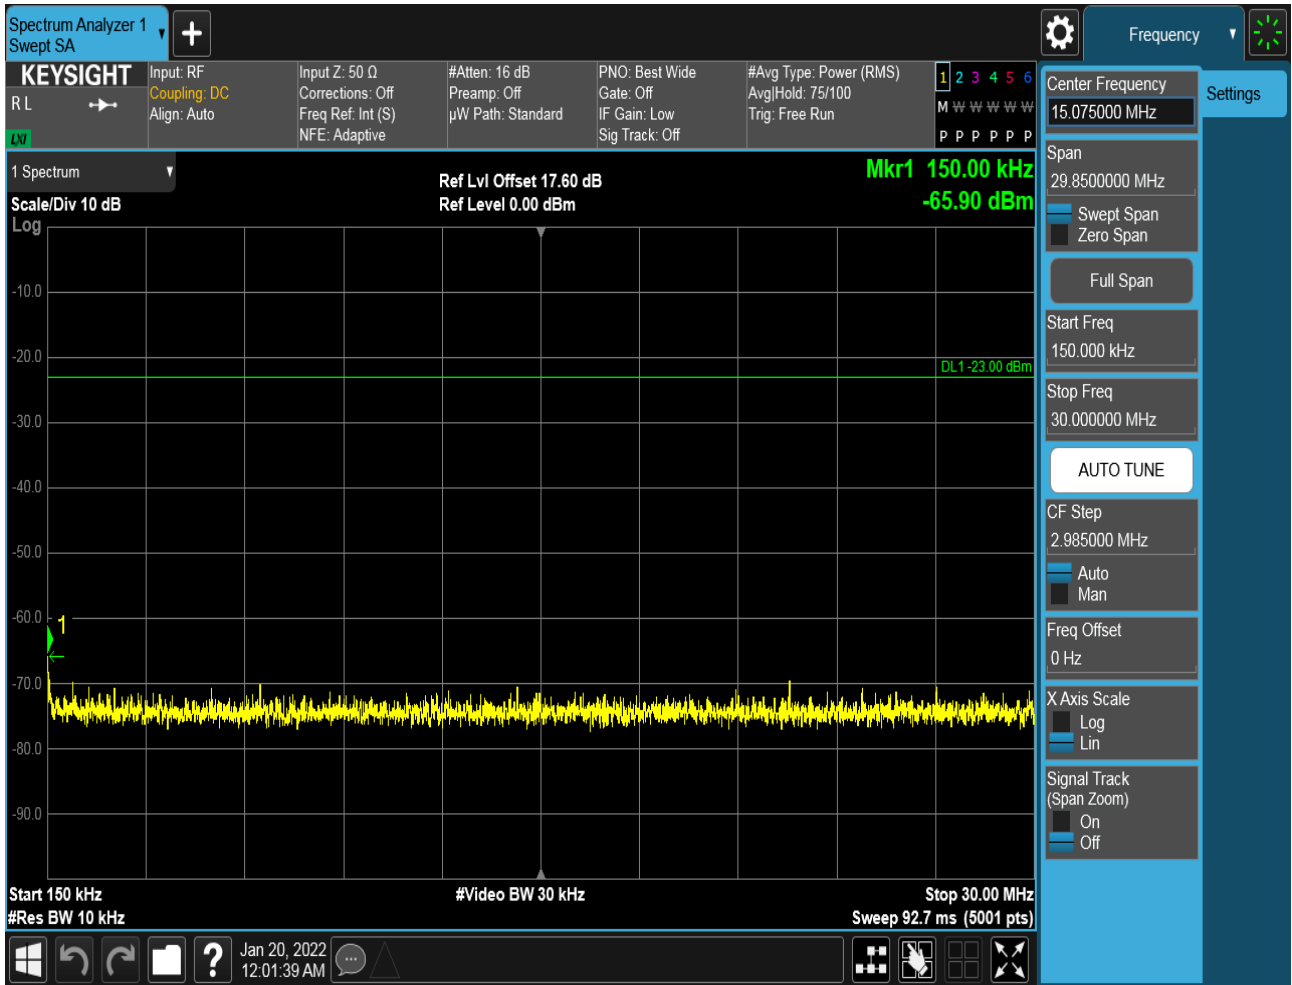 Spectrum Analyzer 1
Swept SA
Frequency
KEYSIGHT
R L
LXI
Input: RF
Coupling: DC
Align: Auto
Input Z: 50 Ω
Corrections: Off
Freq Ref: Int (S)
NFE: Adaptive
#Atten: 16 dB
Preamp: Off
µW Path: Standard
PNO: Best Wide
Gate: Off
IF Gain: Low
Sig Track: Off
#Avg Type: Power (RMS)
Avg|Hold: 75/100
Trig: Free Run
1 2 3 4 5 6
M W W W W W
P P P P P P
1 Spectrum
Scale/Div 10 dB
Log
Ref Lvl Offset 17.60 dB
Ref Level 0.00 dBm
Mkr1 150.00 kHz
-65.90 dBm
-10.0
-20.0
DL1 -23.00 dBm
-30.0
-40.0
-50.0
-60.0
1
-70.0
-80.0
-90.0
Start 150 kHz
#Video BW 30 kHz
Stop 30.00 MHz
#Res BW 10 kHz
Sweep 92.7 ms (5001 pts)
Center Frequency
15.075000 MHz
Settings
Span
29.8500000 MHz
Swept Span
Zero Span
Full Span
Start Freq
150.000 kHz
Stop Freq
30.000000 MHz
AUTO TUNE
CF Step
2.985000 MHz
Auto
Man
Freq Offset
0 Hz
X Axis Scale
Log
Lin
Signal Track
(Span Zoom)
On
Off
?
Jan 20, 2022
12:01:39 AM